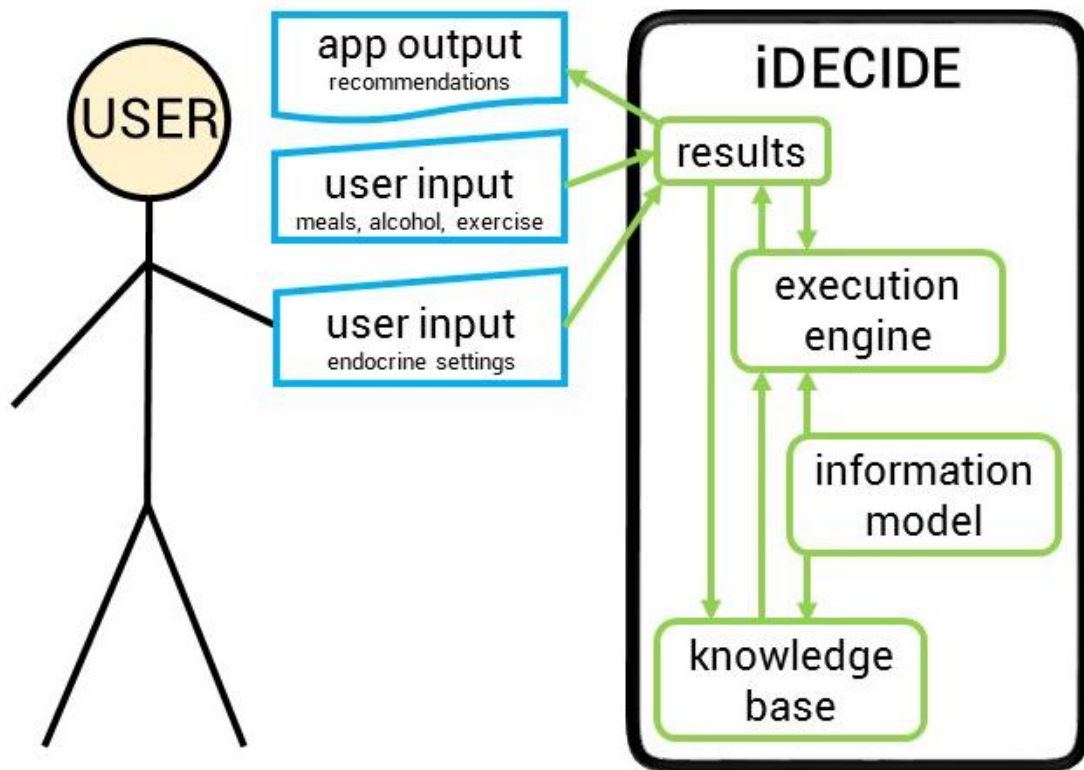 USER
app output
recommendations
user input
meals, alcohol, exercise
user input
endocrine settings
iDECIDE
results
execution
engine
information
model
knowledge
base